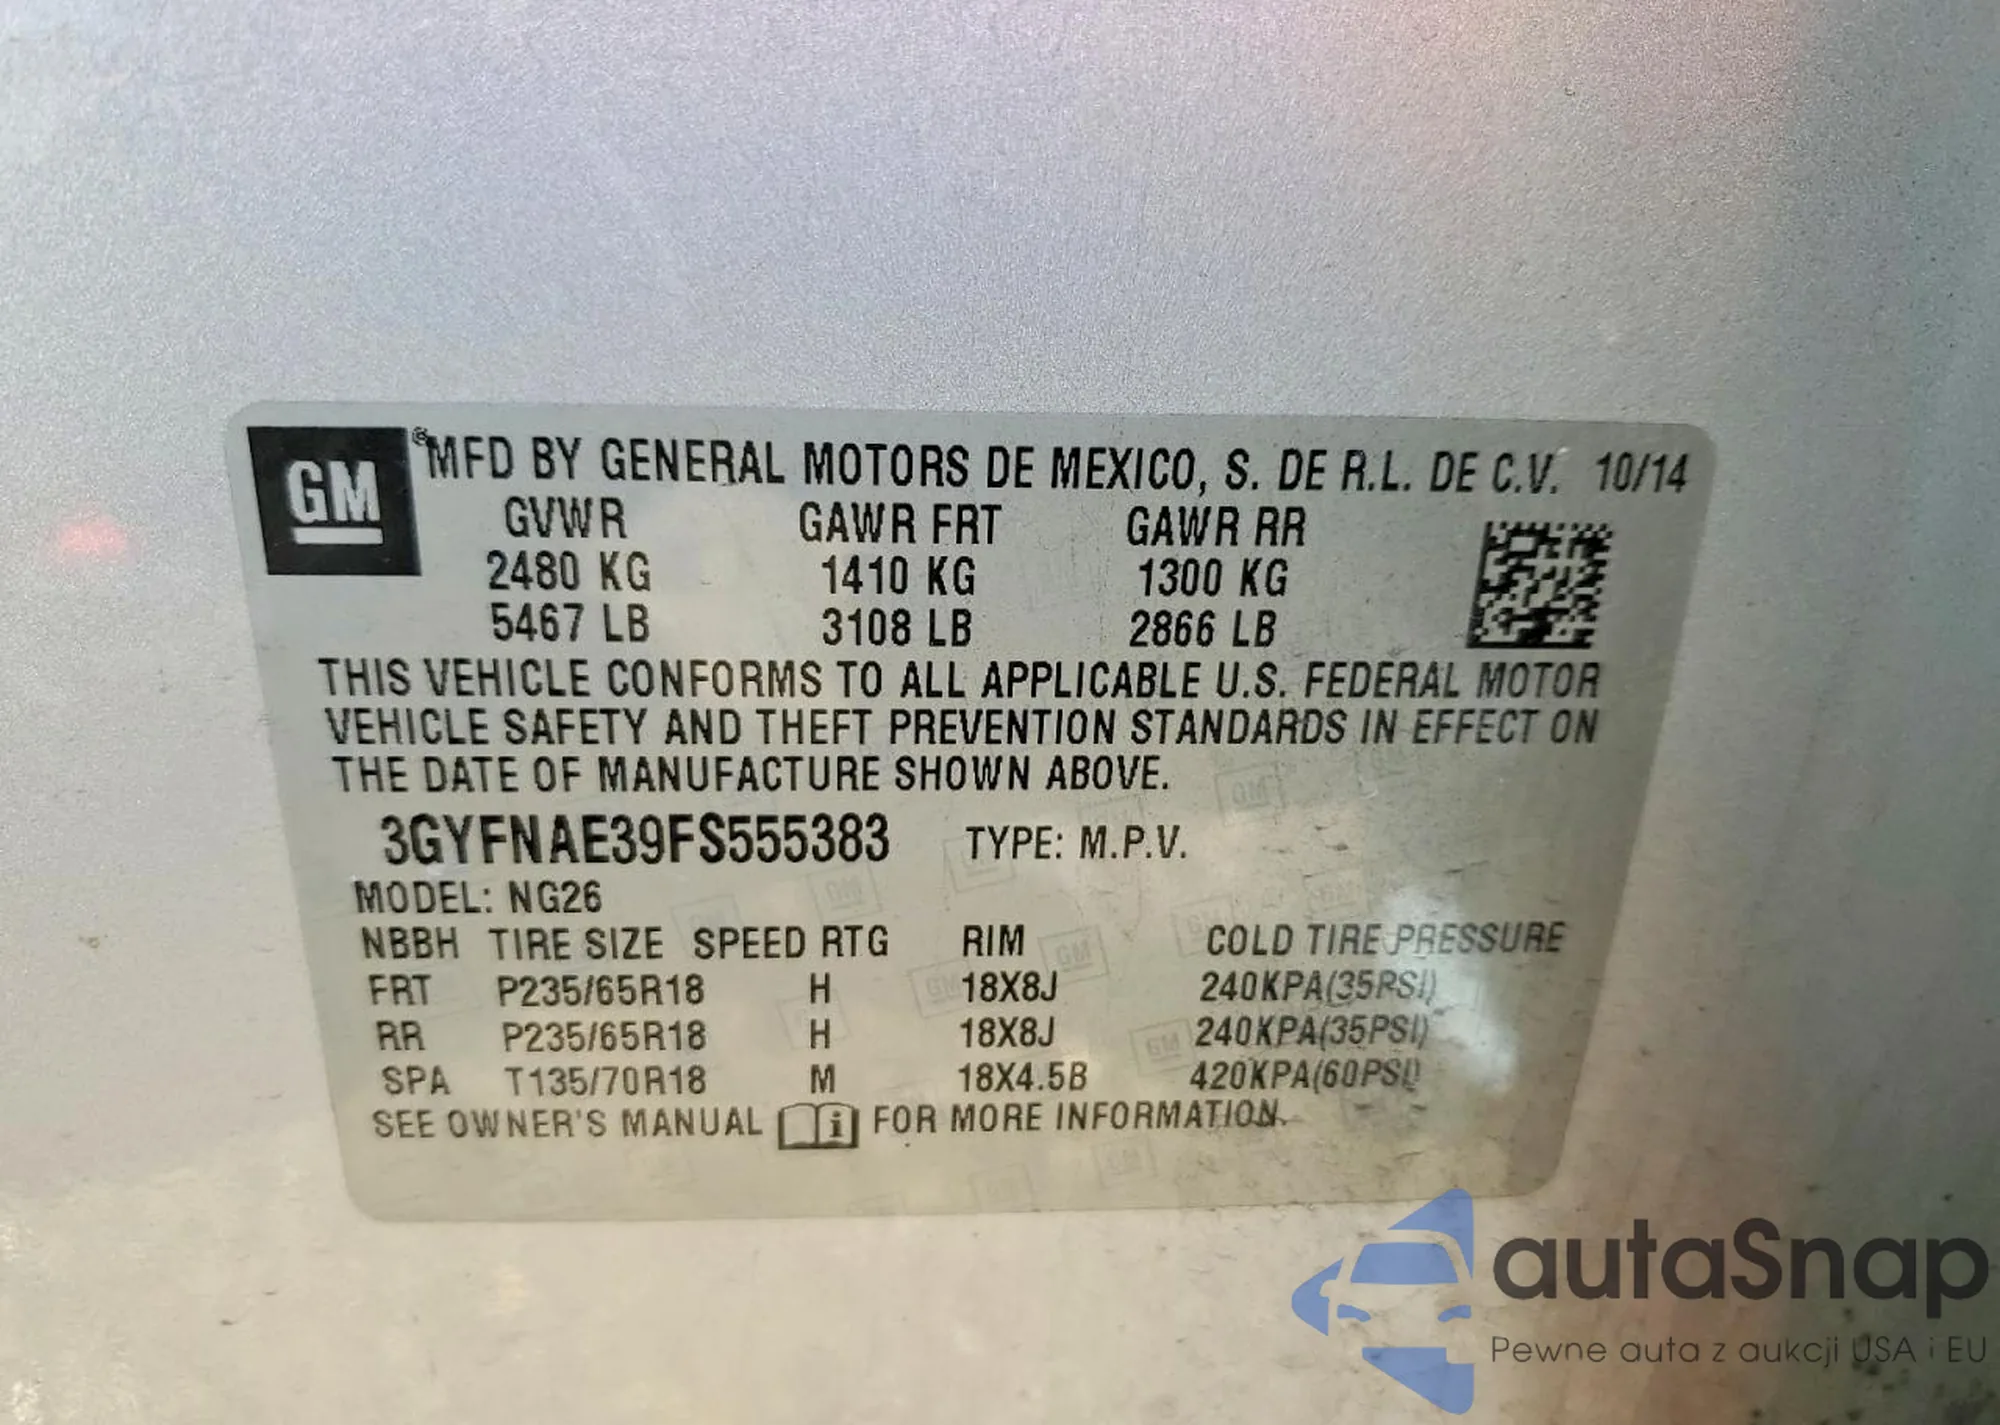 GM
® MFD BY GENERAL MOTORS DE MEXICO, S. DE R.L. DE C.V. 10/14
GVWR GAWR FRT GAWR RR
2480 KG 1410 KG 1300 KG
5467 LB 3108 LB 2866 LB
THIS VEHICLE CONFORMS TO ALL APPLICABLE U.S. FEDERAL MOTOR
VEHICLE SAFETY AND THEFT PREVENTION STANDARDS IN EFFECT ON
THE DATE OF MANUFACTURE SHOWN ABOVE.
3GYFNAE39FS555383 TYPE: M.P.V.
MODEL: NG26
NBBH TIRE SIZE SPEED RTG RIM COLD TIRE PRESSURE
FRT P235/65R18 H 18X8J 240KPA(35PSI)
RR P235/65R18 H 18X8J 240KPA(35PSI)
SPA T135/70R18 M 18X4.5B 420KPA(60PSI)
SEE OWNER'S MANUAL i FOR MORE INFORMATION.
autaSnap
Pewne auta z aukcji USA i EU